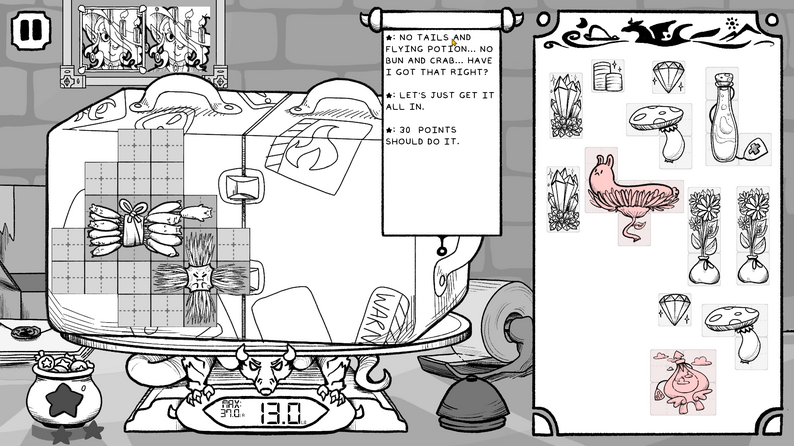 ★: NO TAILS AND
FLYING POTION... NO
BUN AND CRAB... HAVE
I GOT THAT RIGHT?
★: LET'S JUST GET IT
ALL IN.
★: 30 POINTS
SHOULD DO IT.
WARN
MAX:
37.0
13.0